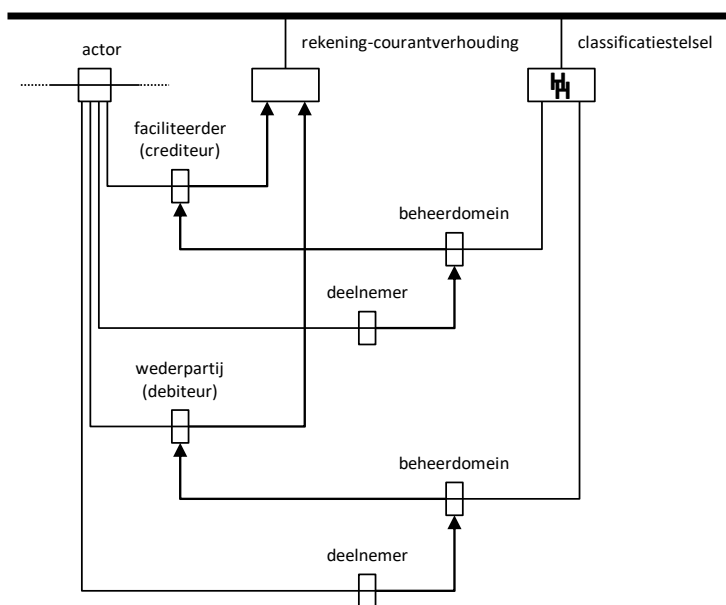 rekening-courantverhouding
classificatiestelsel
actor
faciliteerder
(crediteur)
beheerdomein
deelnemer
wederpartij
(debiteur)
beheerdomein
deelnemer